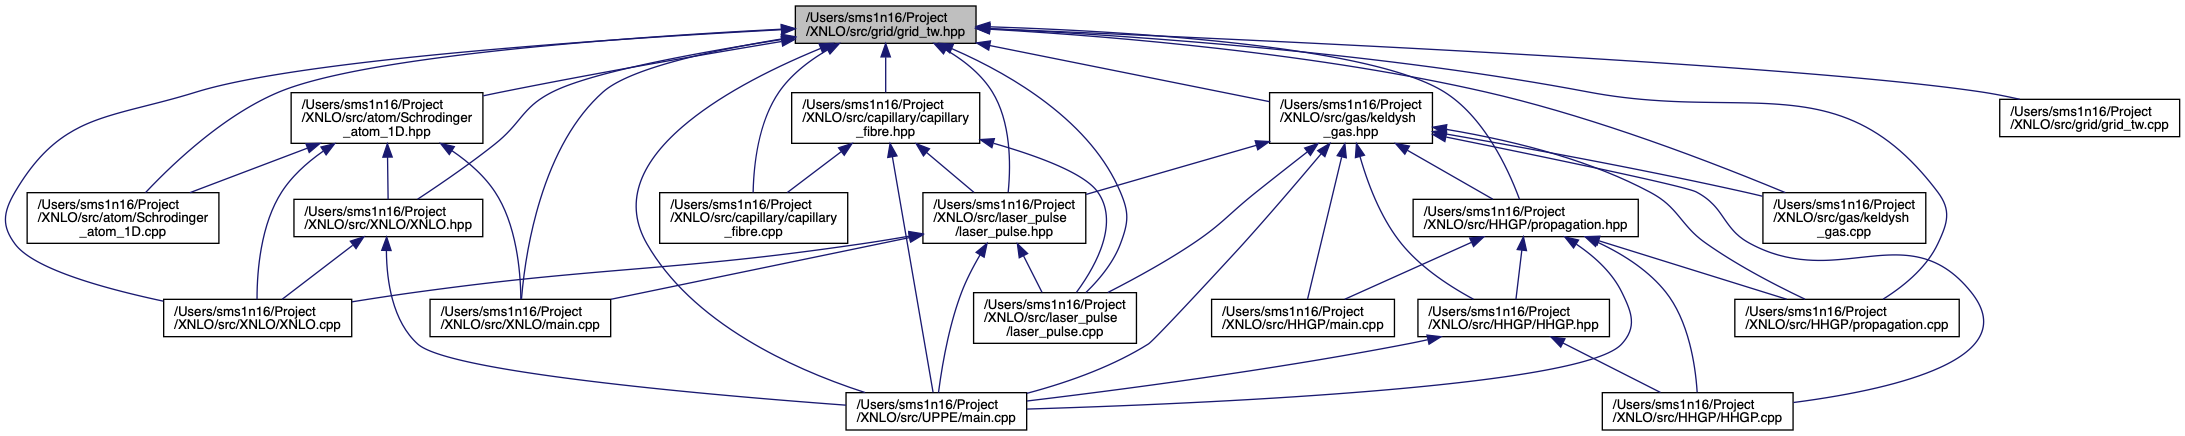 /Users/sms1n16/Project
/XNLO/src/grid/grid_tw.hpp
/Users/sms1n16/Project
/XNLO/src/atom/Schrodinger
_atom_1D.hpp
/Users/sms1n16/Project
/XNLO/src/capillary/capillary
_fibre.hpp
/Users/sms1n16/Project
/XNLO/src/gas/keldysh
_gas.hpp
/Users/sms1n16/Project
/XNLO/src/grid/grid_tw.cpp
/Users/sms1n16/Project
/XNLO/src/atom/Schrodinger
_atom_1D.cpp
/Users/sms1n16/Project
/XNLO/src/XNLO/XNLO.hpp
/Users/sms1n16/Project
/XNLO/src/capillary/capillary
_fibre.cpp
/Users/sms1n16/Project
/XNLO/src/laser_pulse
/laser_pulse.hpp
/Users/sms1n16/Project
/XNLO/src/HHGP/propagation.hpp
/Users/sms1n16/Project
/XNLO/src/gas/keldysh
_gas.cpp
/Users/sms1n16/Project
/XNLO/src/XNLO/XNLO.cpp
/Users/sms1n16/Project
/XNLO/src/XNLO/main.cpp
/Users/sms1n16/Project
/XNLO/src/laser_pulse
/laser_pulse.cpp
/Users/sms1n16/Project
/XNLO/src/HHGP/main.cpp
/Users/sms1n16/Project
/XNLO/src/HHGP/HHGP.hpp
/Users/sms1n16/Project
/XNLO/src/HHGP/propagation.cpp
/Users/sms1n16/Project
/XNLO/src/UPPE/main.cpp
/Users/sms1n16/Project
/XNLO/src/HHGP/HHGP.cpp